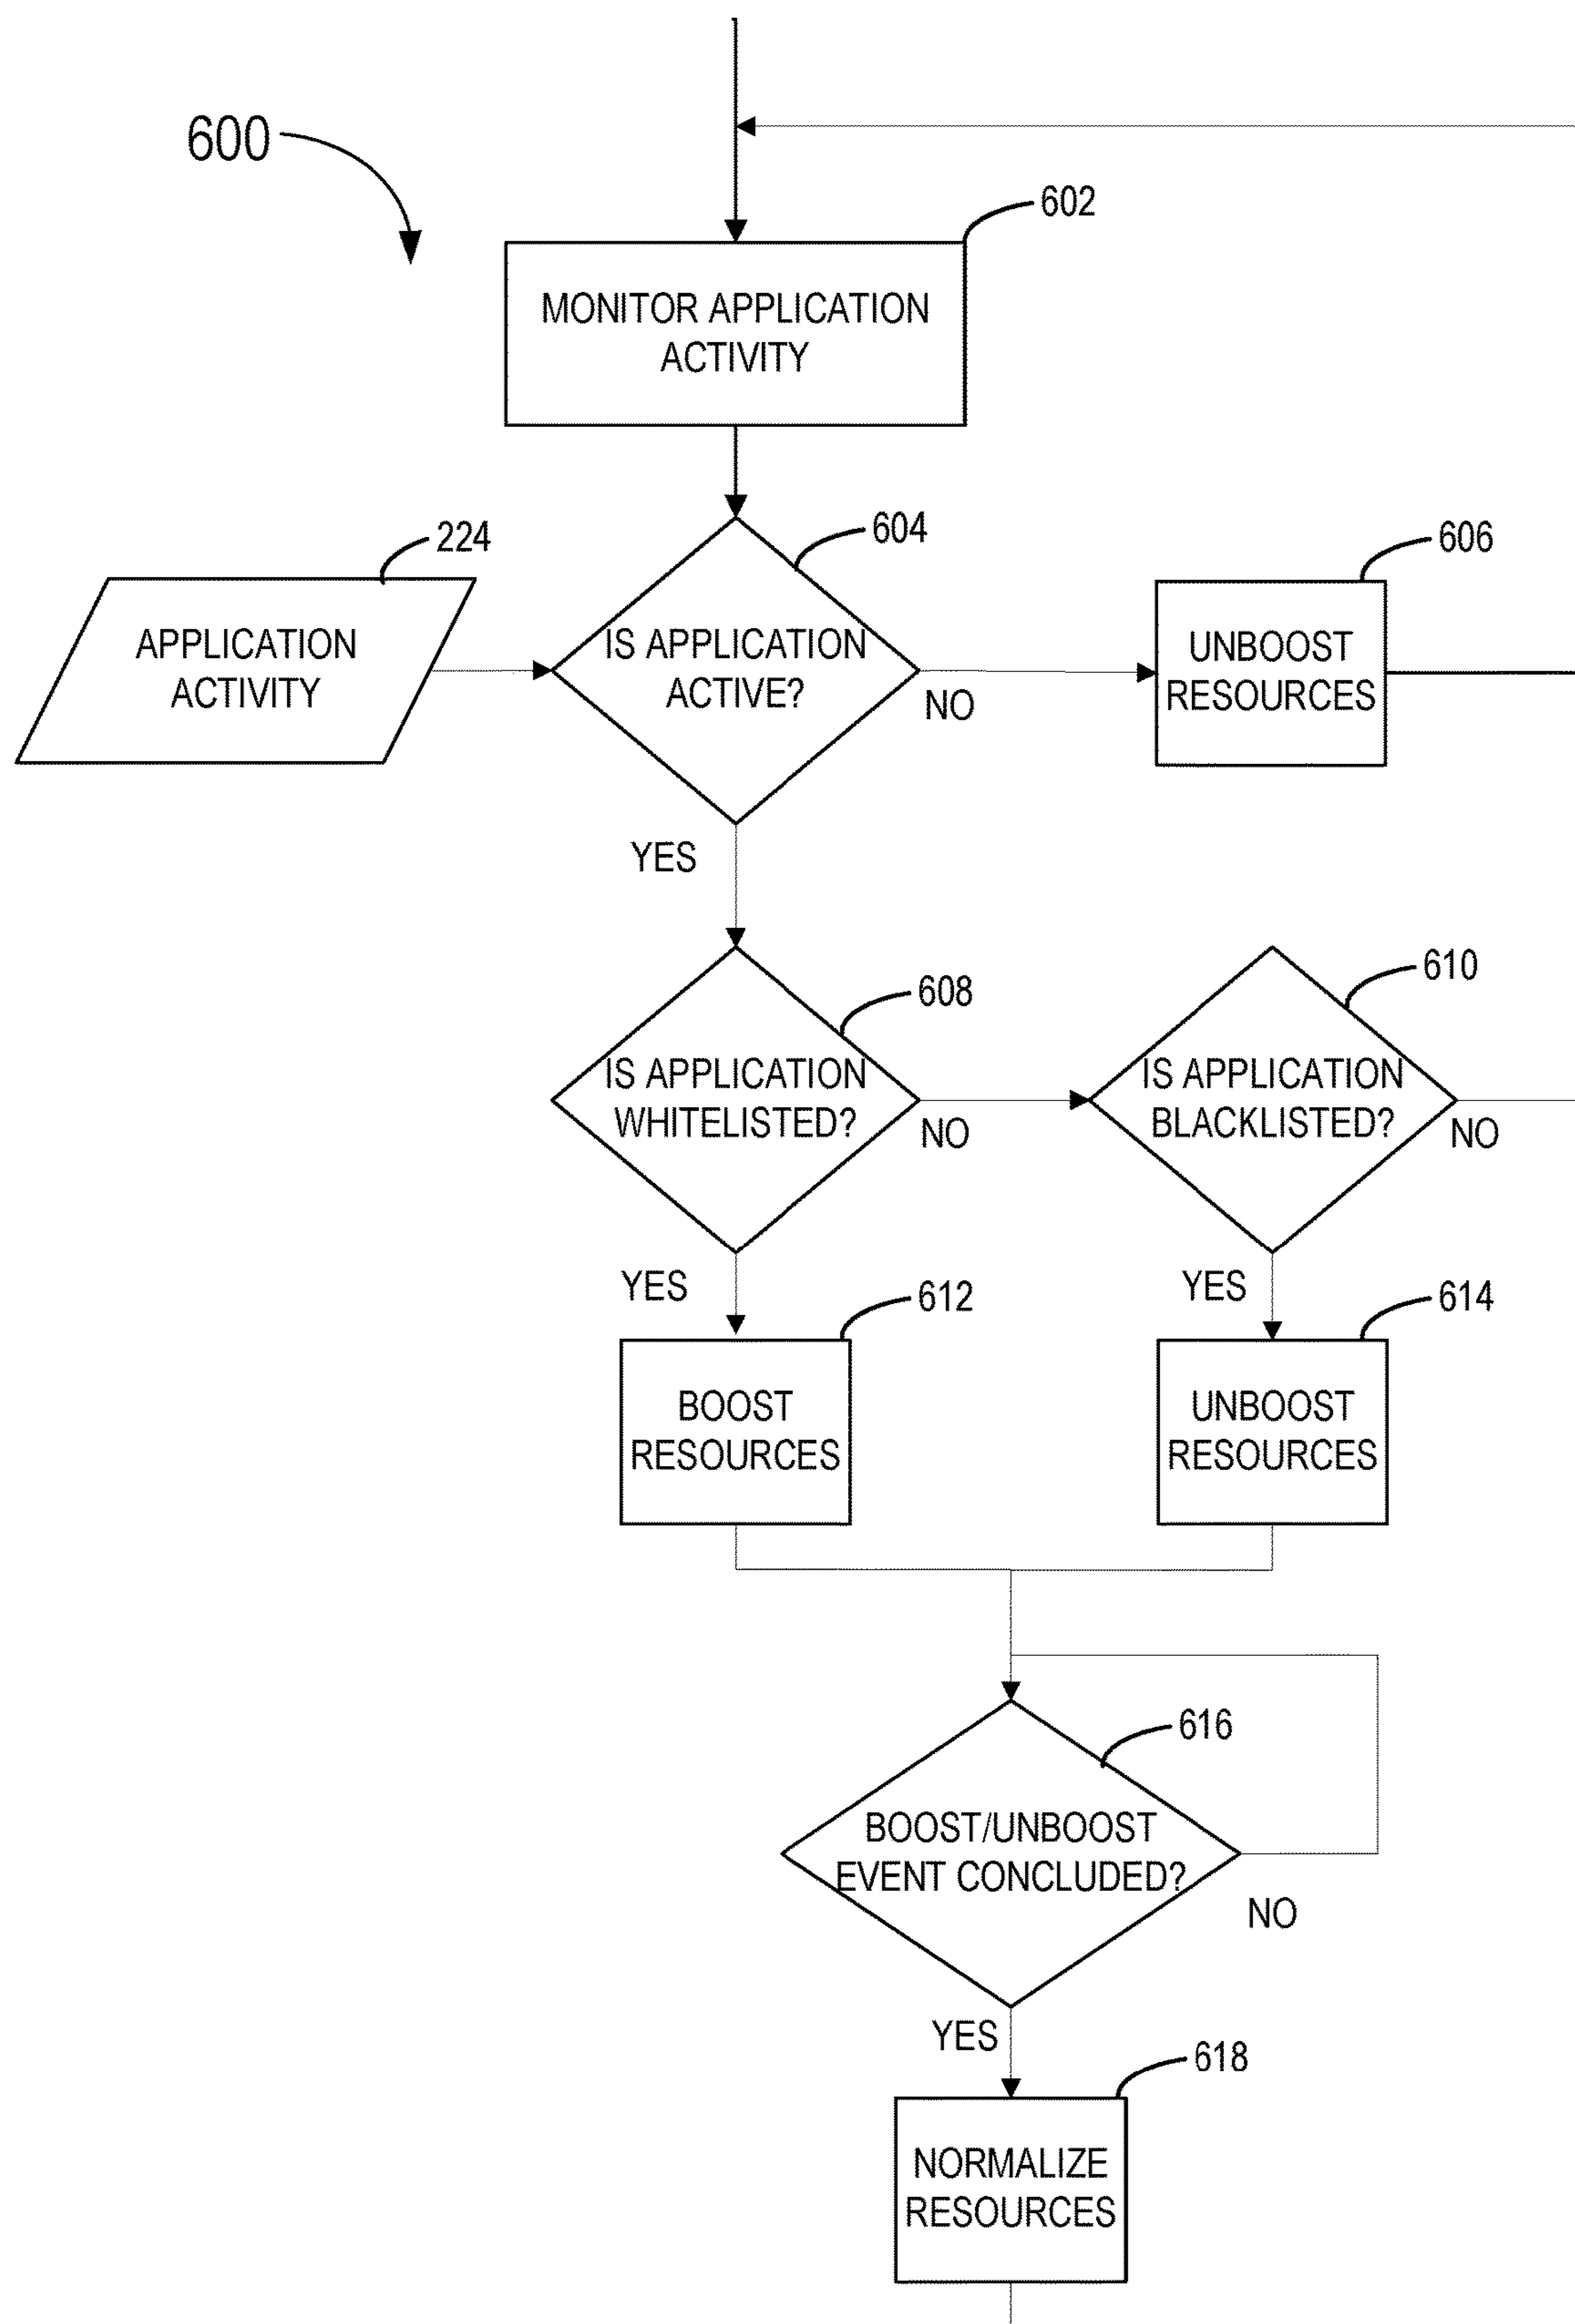 600
602
MONITOR APPLICATION
ACTIVITY
224
604
606
APPLICATION
ACTIVITY
IS APPLICATION
ACTIVE?
NO
UNBOOST
RESOURCES
YES
608
610
IS APPLICATION
WHITELISTED?
NO
IS APPLICATION
BLACKLISTED?
NO
YES
612
YES
614
BOOST
RESOURCES
UNBOOST
RESOURCES
616
BOOST/UNBOOST
EVENT CONCLUDED?
NO
YES
618
NORMALIZE
RESOURCES